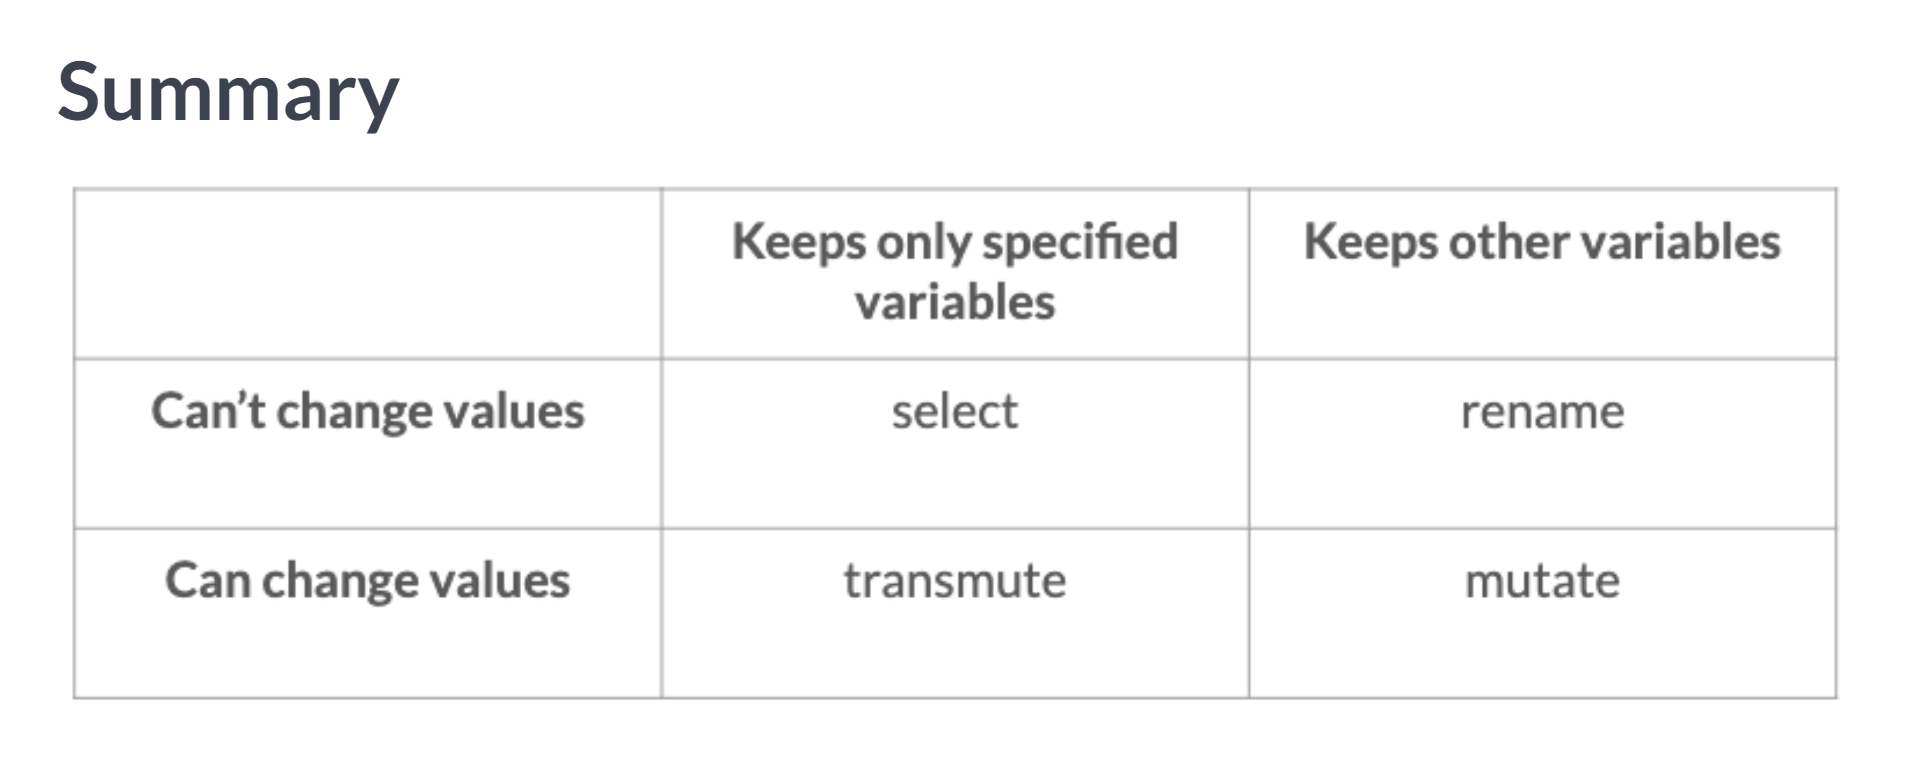 Summary
Keeps only specified
variables
Keeps other variables
Can’t change values
select
rename
Can change values
transmute
mutate